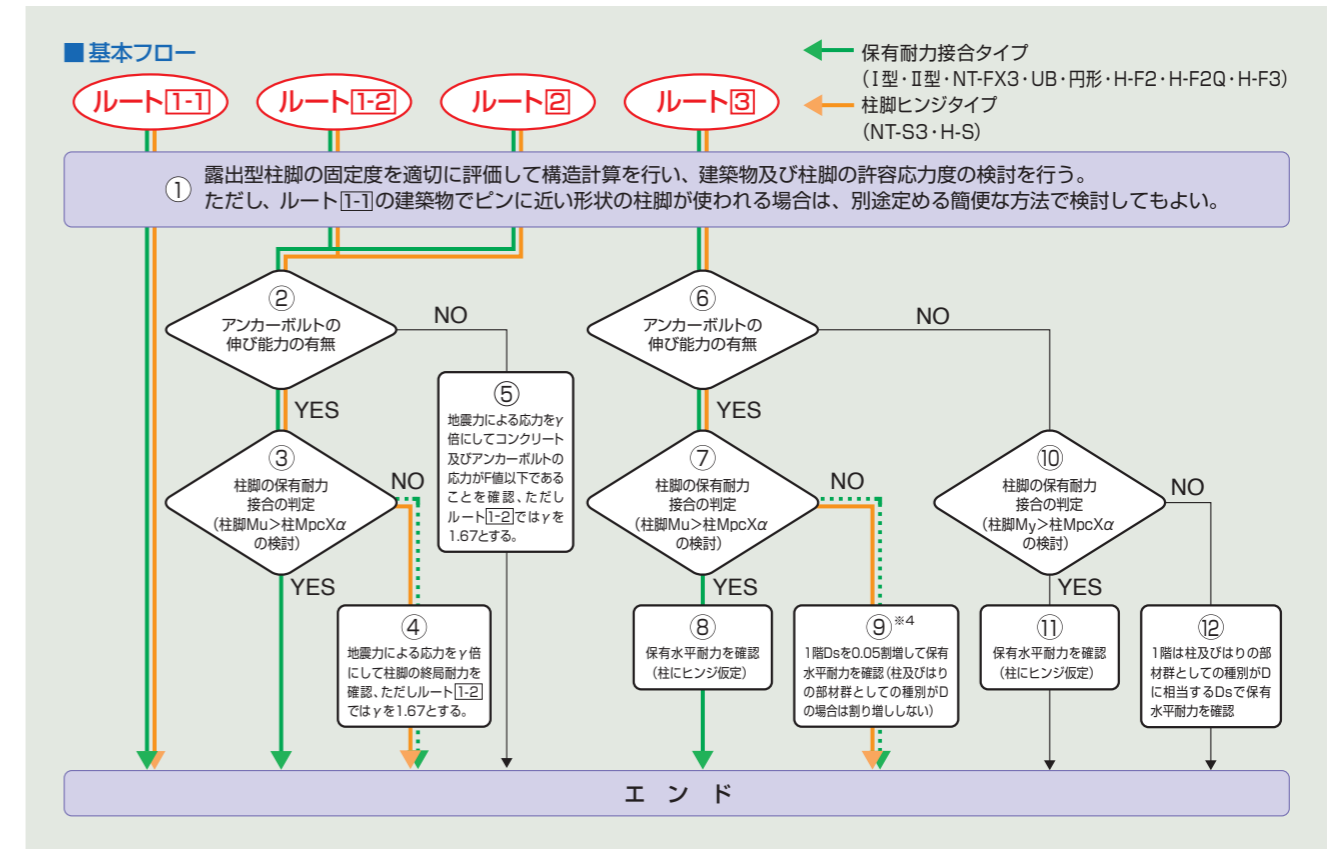 ■基本フロー
保有耐力接合タイプ
（Ⅰ型・Ⅱ型・NT-FX3・UB・円形・H-F2・H-F2Q・H-F3）
柱脚ヒンジタイプ
（NT-S3・H-S）
ルート1-1
ルート1-2
ルート2
ルート3
①
露出型柱脚の固定度を適切に評価して構造計算を行い、建築物及び柱脚の許容応力度の検討を行う。
ただし、ルート1-1の建築物でピンに近い形状の柱脚が使われる場合は、別途定める簡便な方法で検討してもよい。
②
アンカーボルトの
伸び能力の有無
NO
YES
③
柱脚の保有耐力
接合の判定
（柱脚Mu>柱MpcXα
の検討）
NO
YES
④
地震力による応力をγ倍
にして柱脚の終局耐力を
確認、ただしルート1-2
ではγを1.67とする。
⑤
地震力による応力をγ
倍にしてコンクリート
及びアンカーボルトの
応力がF値以下である
ことを確認、ただし
ルート1-2ではγを
1.67とする。
⑥
アンカーボルトの
伸び能力の有無
NO
YES
⑦
柱脚の保有耐力
接合の判定
（柱脚Mu>柱MpcXα
の検討）
NO
YES
⑧
保有水平耐力を確認
（柱にヒンジ仮定）
⑨※4
1階Dsを0.05割増して保有
水平耐力を確認（柱及びはり
の部材群としての種別がD
の場合は割り増ししない）
⑩
柱脚の保有耐力
接合の判定
（柱脚My>柱MpcXα
の検討）
NO
YES
⑪
保有水平耐力を確認
（柱にヒンジ仮定）
⑫
1階は柱及びはりの部
材群としての種別がD
に相当するDsで保有
水平耐力を確認
エンド